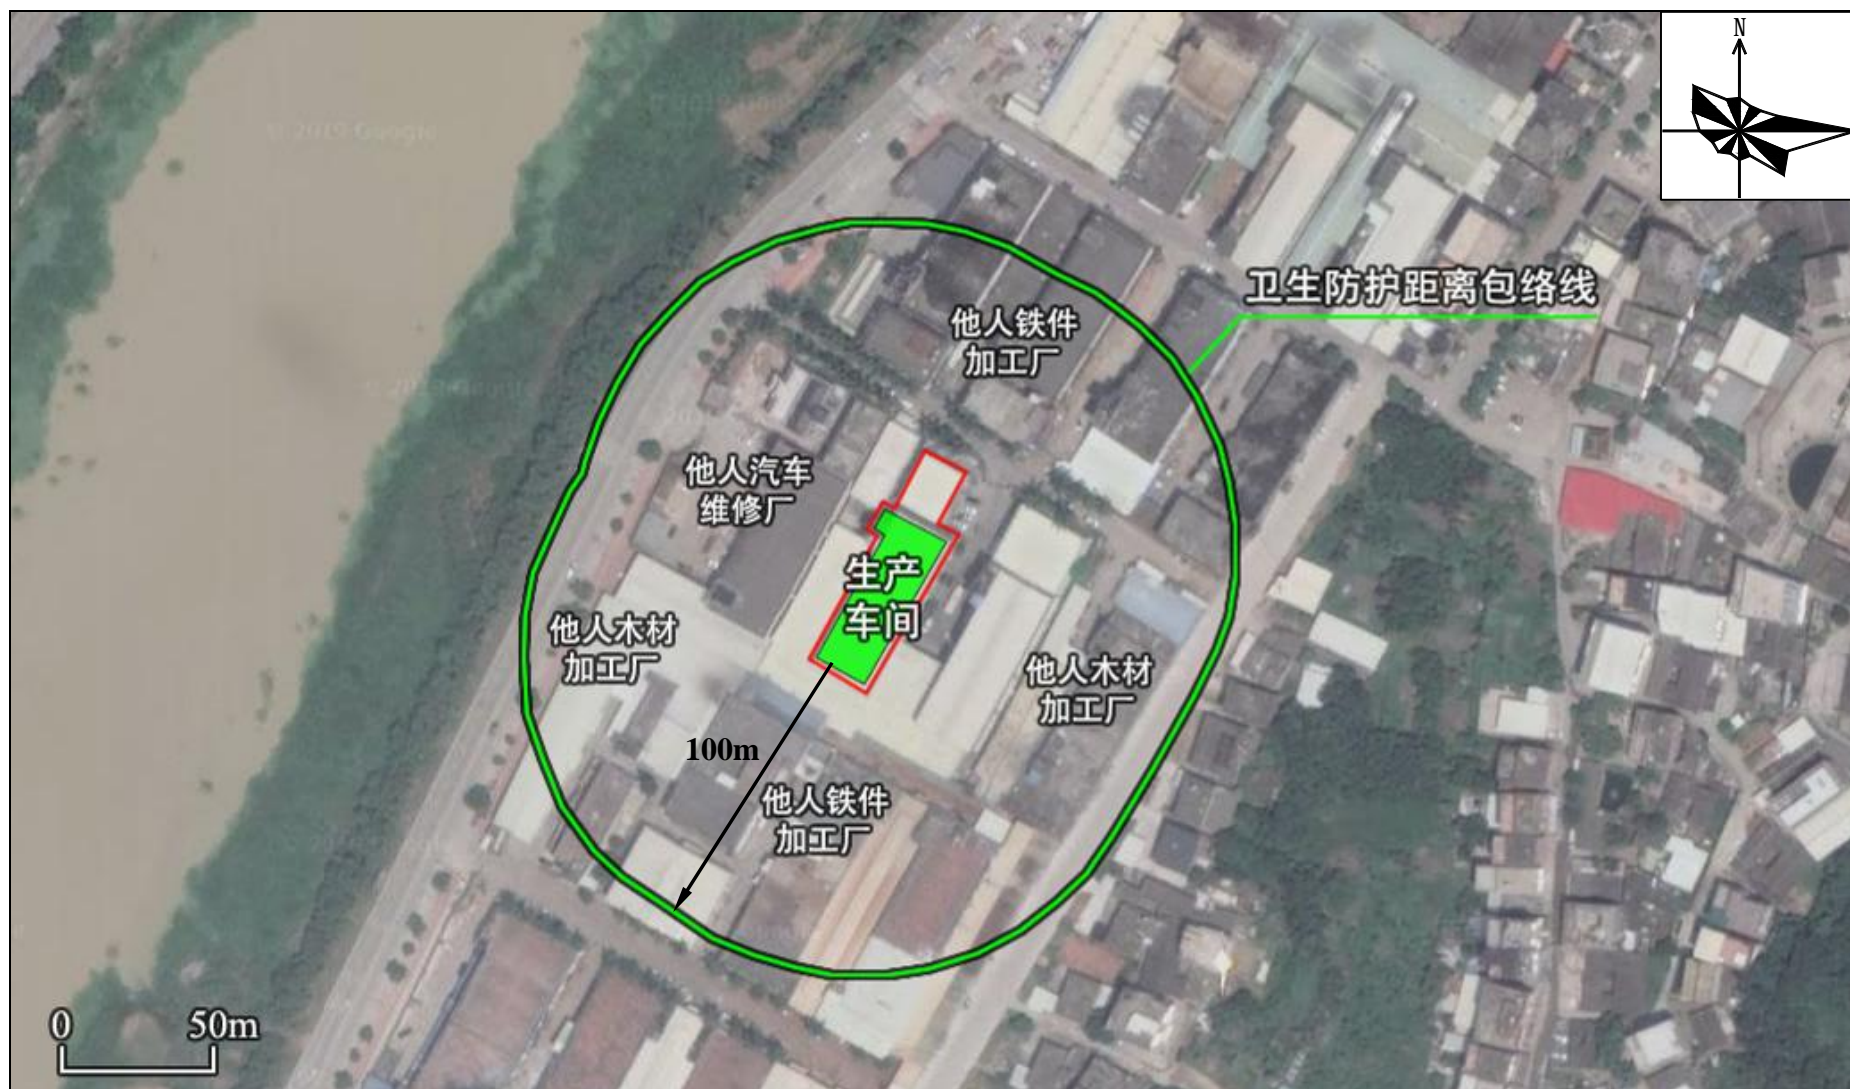 N
© 2019 Google
卫生防护距离包络线
他人铁件
加工厂
他人汽车
维修厂
生产
车间
他人木材
加工厂
他人木材
加工厂
100m
他人铁件
加工厂
0 50m